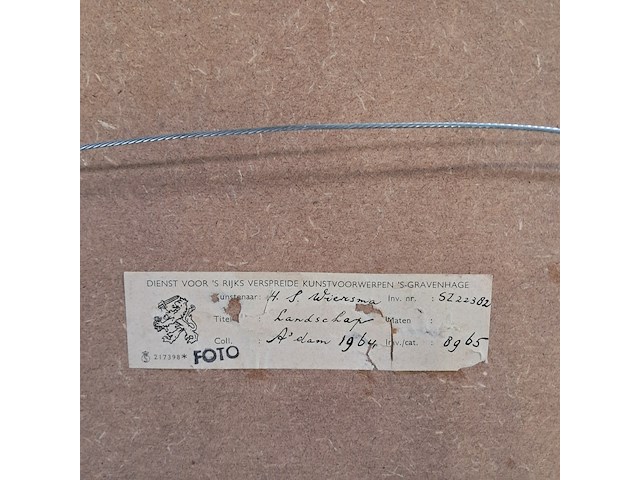 DIENST VOOR 'S RIJKS VERSPREIDE KUNSTVOORWERPEN 'S-GRAVENHAGE
Kunstenaar: H. S. Wiersma Inv. nr. : SZ22382
Titel : Landschap Maten :
Coll. : A'dam 1964 Inv./cat. : 8965
217398* FOTO